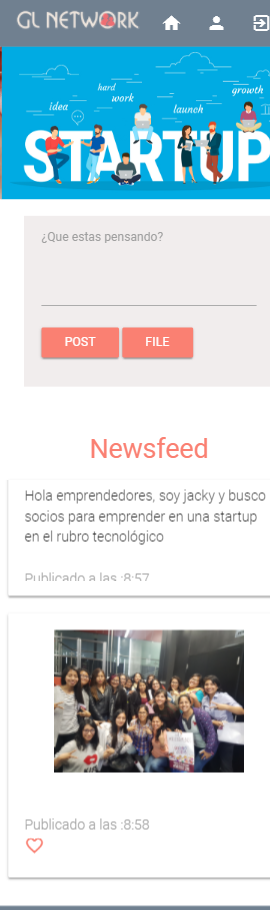 GL NETWORK
idea
hard
work
launch
growth
STARTUP
¿Que estas pensando?
POST
FILE
Newsfeed
Hola emprendedores, soy jacky y busco
socios para emprender en una startup
en el rubro tecnológico
Publicado a las :8:57
Publicado a las :8:58